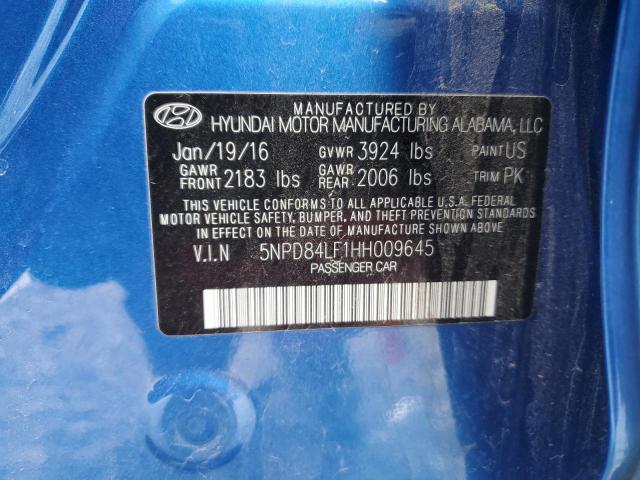 MANUFACTURED BY
HYUNDAI MOTOR MANUFACTURING ALABAMA, LLC
Jan/19/16 GVWR 3924 lbs PAINT US
GAWR FRONT 2183 lbs GAWR REAR 2006 lbs TRIM PK
THIS VEHICLE CONFORMS TO ALL APPLICABLE U.S.A. FEDERAL
MOTOR VEHICLE SAFETY, BUMPER, AND THEFT PREVENTION STANDARDS
IN EFFECT ON THE DATE OF MANUFACTURE SHOWN ABOVE.
V.I.N 5NPD84LF1HH009645
PASSENGER CAR